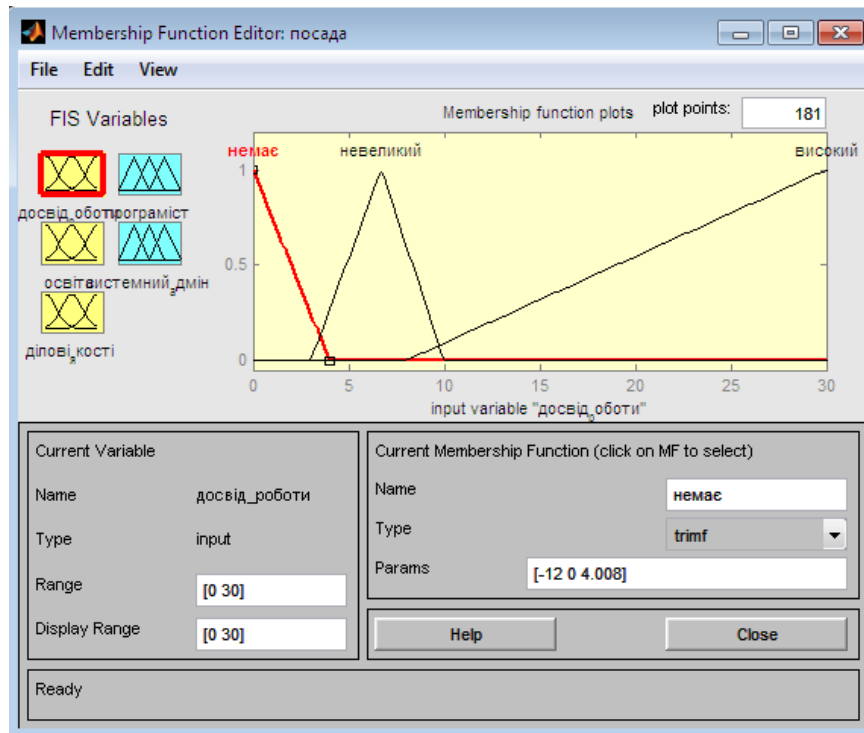 Membership Function Editor: посада
File Edit View
FIS Variables
Membership function plots
plot points:
181
немає
невеликий
високий
1
0.5
0
0 5 10 15 20 25 30
input variable "досвід_роботи"
освіта
системний_адмін
програміст
Current Variable
Name
досвід_роботи
Type
input
Range
[0 30]
Display Range
[0 30]
Current Membership Function (click on MF to select)
Name
немає
Type
trimf
Params
[-12 0 4.008]
Help
Close
Ready